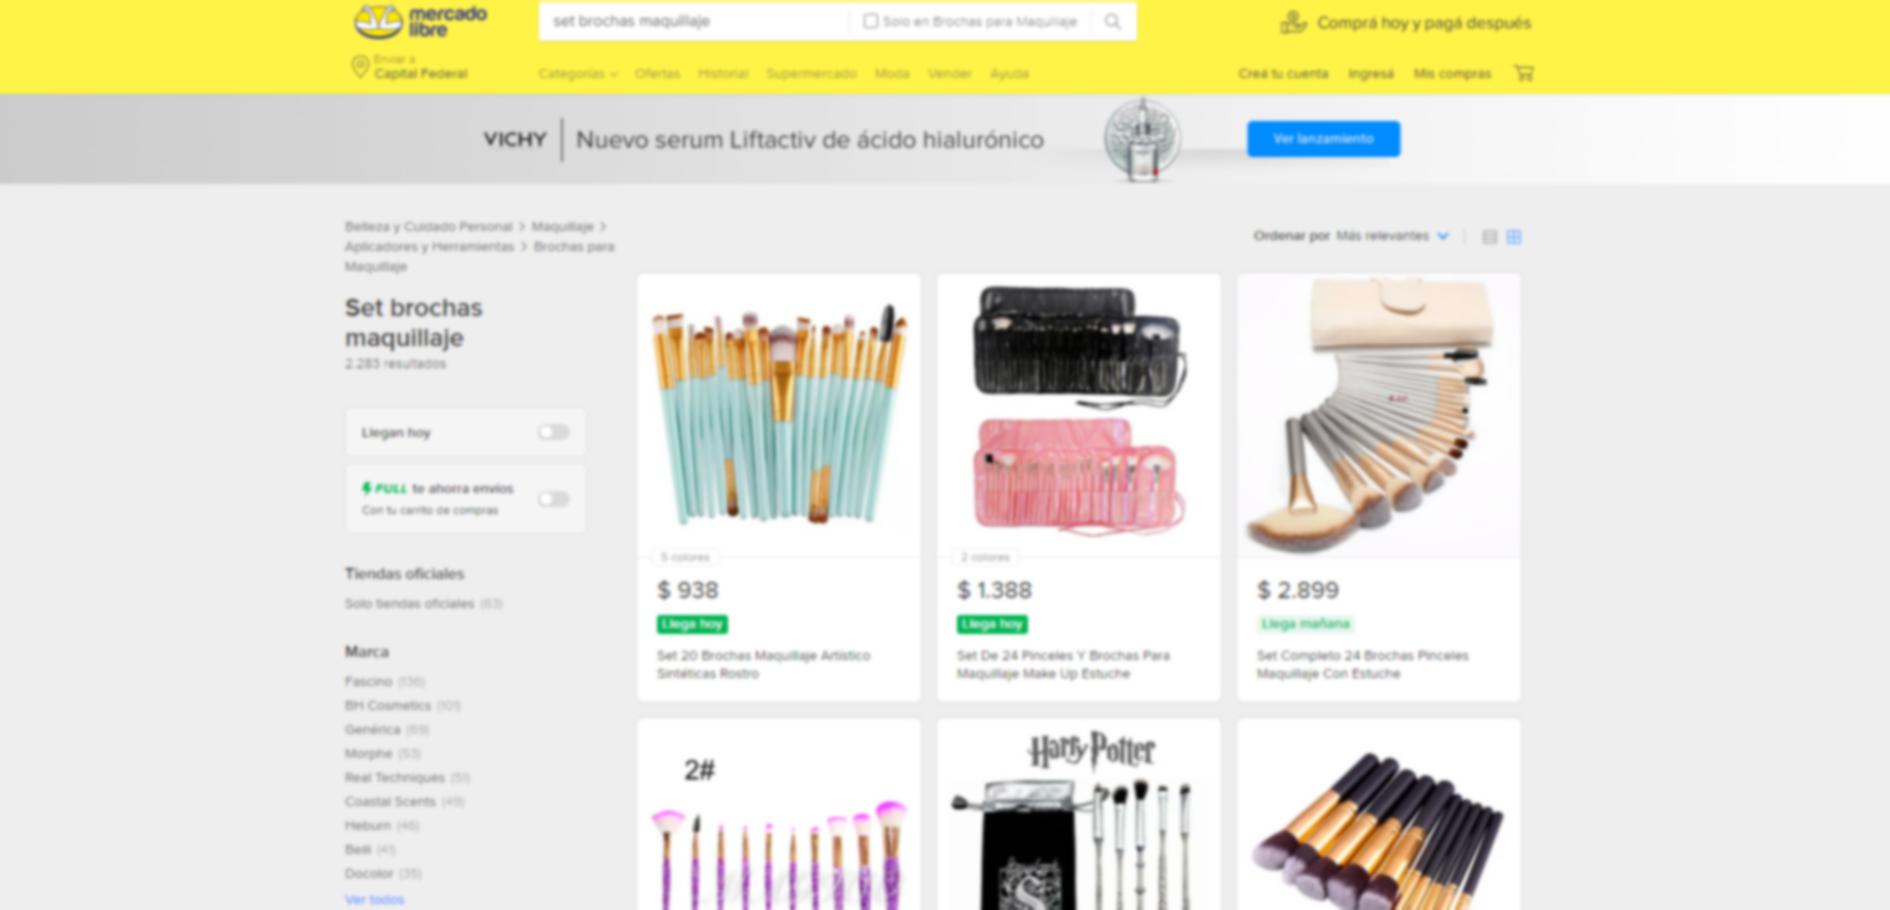 mercado
libre
set brochas maquillaje
Solo en Brochas para Maquillaje
Comprá hoy y pagá después
Enviar a
Capital Federal
Categorías
Ofertas
Historial
Supermercado
Moda
Vender
Ayuda
Creá tu cuenta
Ingresá
Mis compras
VICHY
Nuevo serum Liftactiv de ácido hialurónico
Ver lanzamiento
Belleza y Cuidado Personal > Maquillaje >
Aplicadores y Herramientas > Brochas para
Maquillaje
Ordenar por Más relevantes
Set brochas
maquillaje
2.283 resultados
Llegan hoy
FULL te ahorra envíos
Con tu carrito de compras
Tiendas oficiales
Solo tiendas oficiales (63)
Marca
Fascino (136)
BH Cosmetics (101)
Genérica (69)
Morphe (53)
Real Techniques (51)
Coastal Scents (49)
Heburn (46)
Belli (41)
Docolor (35)
Ver todos
5 colores
$ 938
Llega hoy
Set 20 Brochas Maquillaje Artístico
Sintéticas Rostro
2 colores
$ 1.388
Llega hoy
Set De 24 Pinceles Y Brochas Para
Maquillaje Make Up Estuche
$ 2.899
Llega mañana
Set Completo 24 Brochas Pinceles
Maquillaje Con Estuche
2#
Harry Potter
S